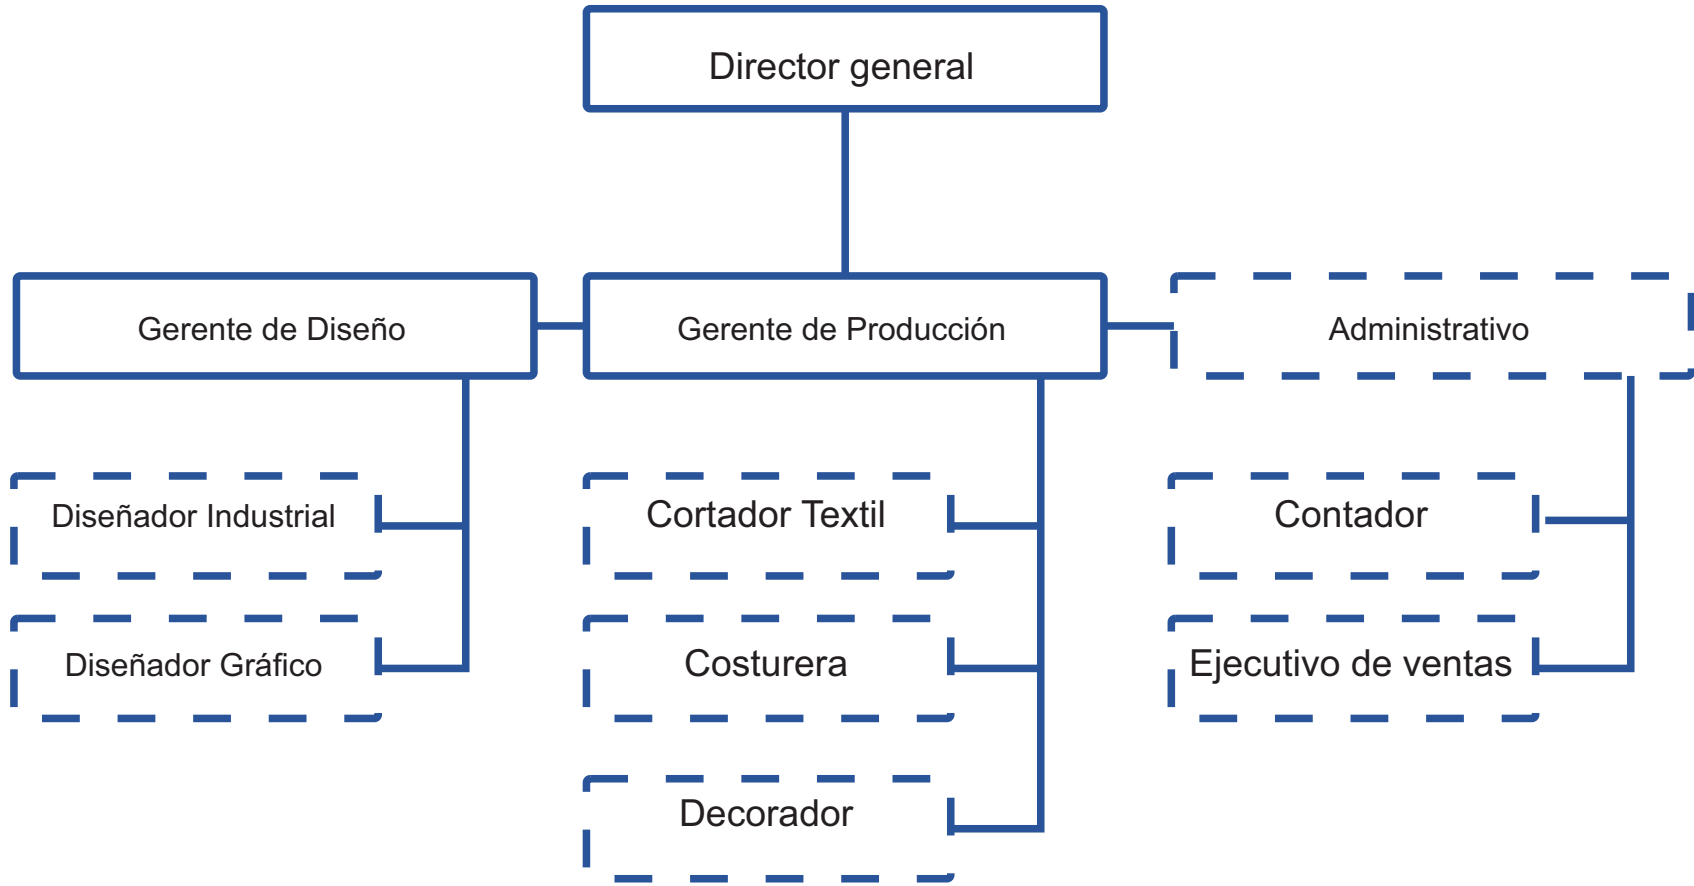 Director general
Gerente de Diseño
Gerente de Producción
Administrativo
Diseñador Industrial
Cortador Textil
Contador
Diseñador Gráfico
Costurera
Ejecutivo de ventas
Decorador